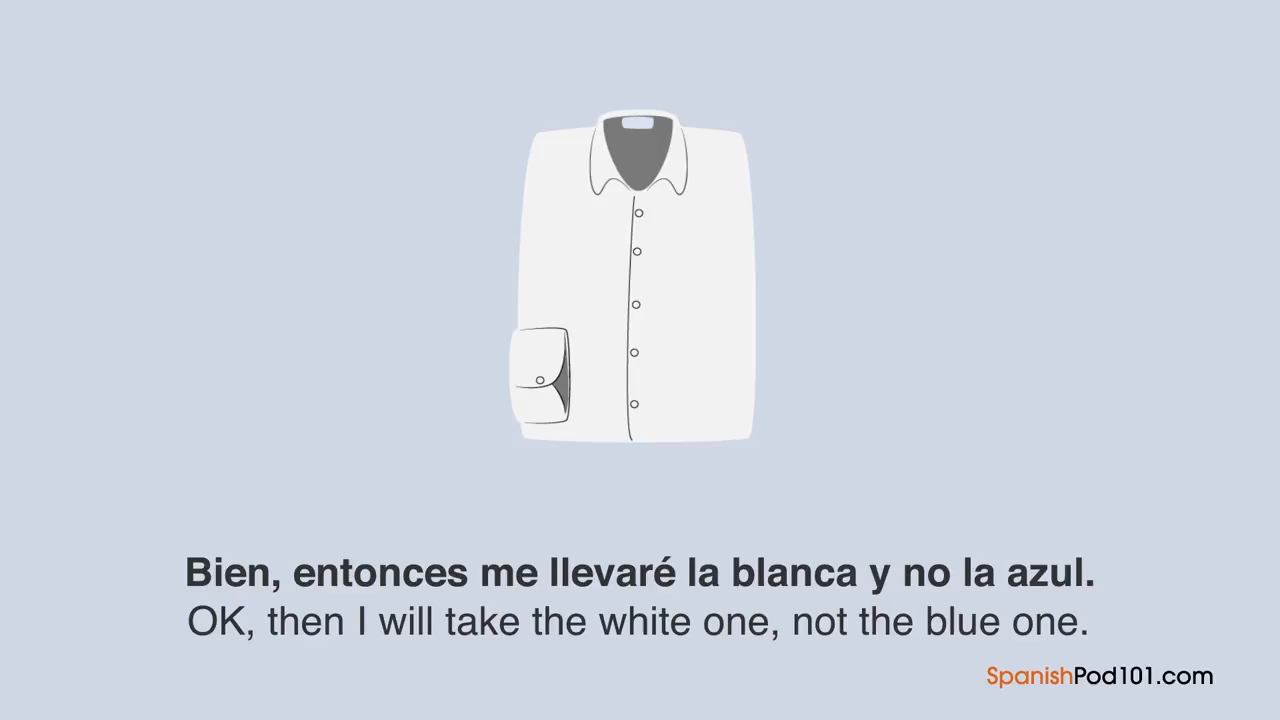 Bien, entonces me llevaré la blanca y no la azul.
OK, then I will take the white one, not the blue one.
SpanishPod101.com